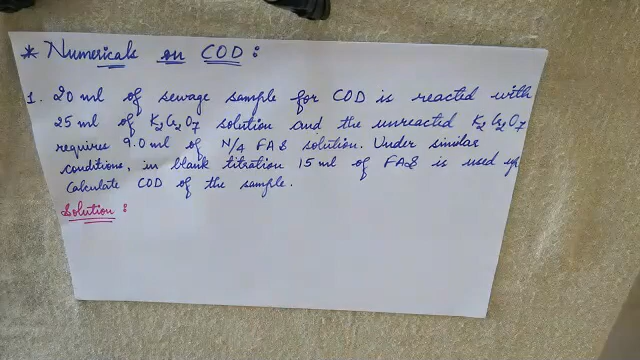 * Numericals on COD :
1. 20 ml of sewage sample for COD is reacted with
25 ml of K₂Cr₂O₇ solution and the unreacted K₂Cr₂O₇
requires 9.0 ml of N/4 FAS solution. Under similar
conditions, in blank titration 15 ml of FAS is used up.
Calculate COD of the sample.
Solution :